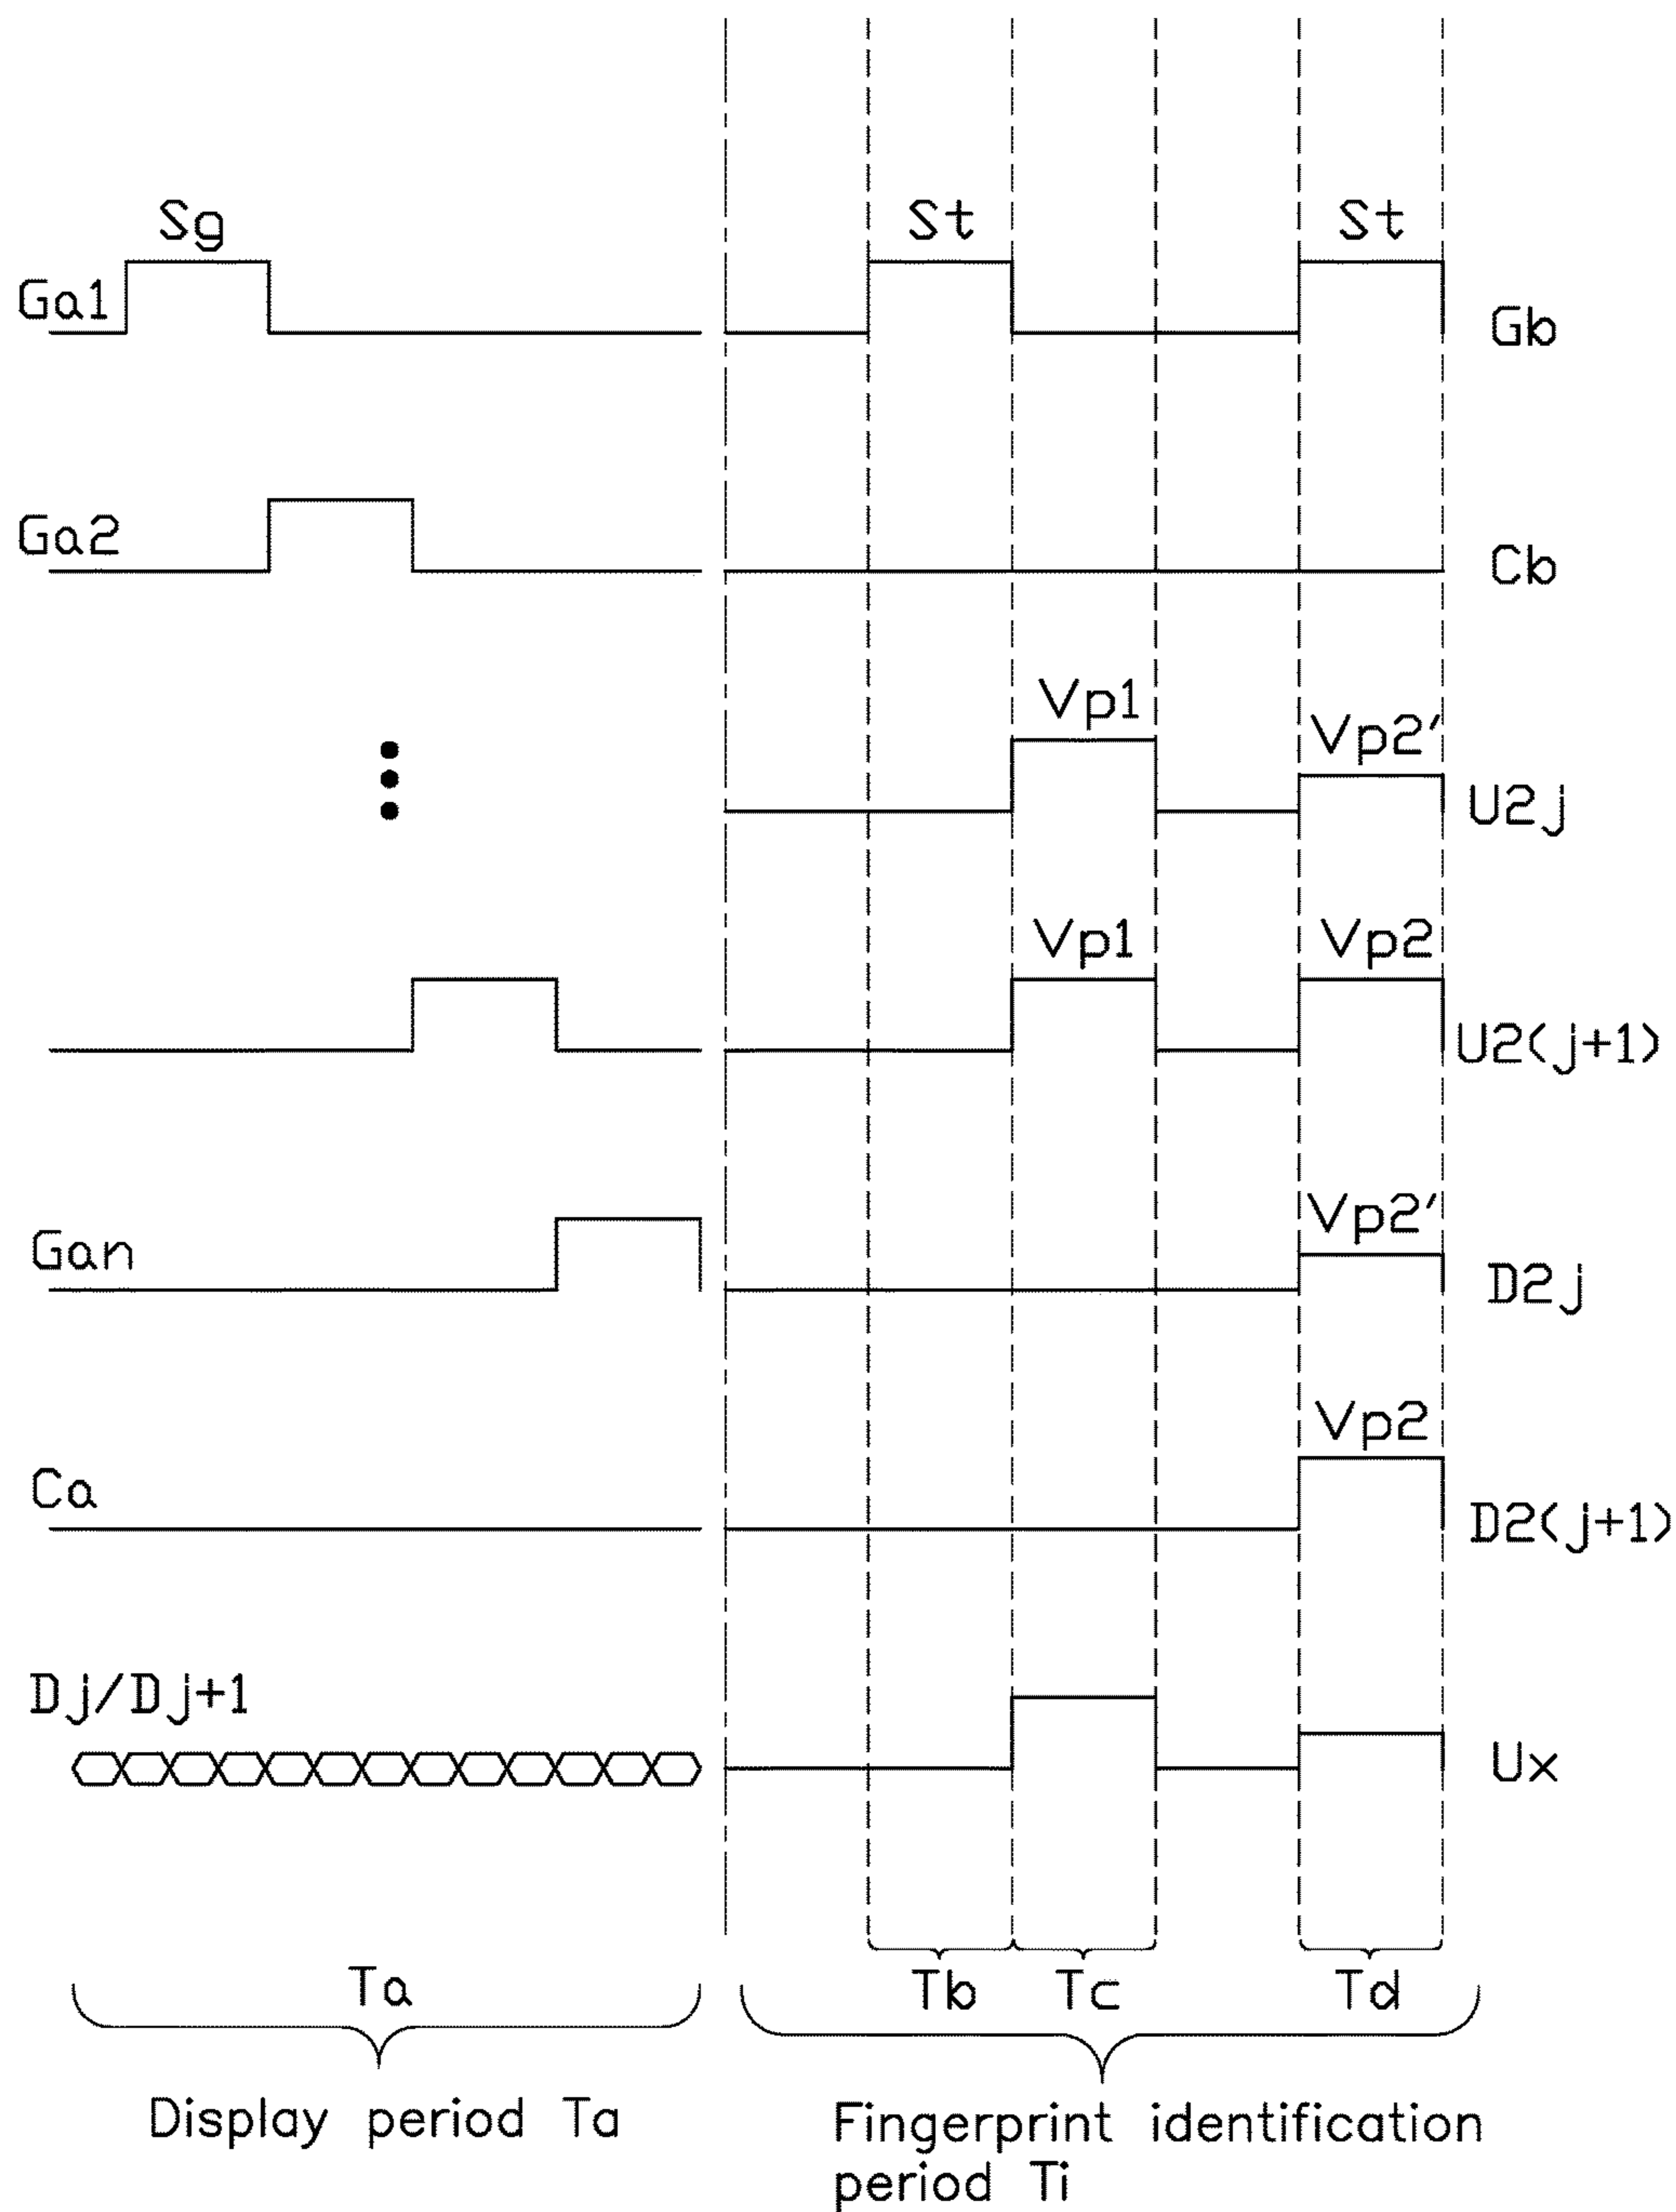 Sg
St
St
Ga1
Gb
Ga2
Cb
Vp1
Vp2'
U2j
Vp1
Vp2
U2(j+1)
Vp2'
Gan
D2j
Vp2
Ca
D2(j+1)
Dj/Dj+1
Ux
Ta
Tb
Tc
Td
Display period Ta
Fingerprint identification
period Ti